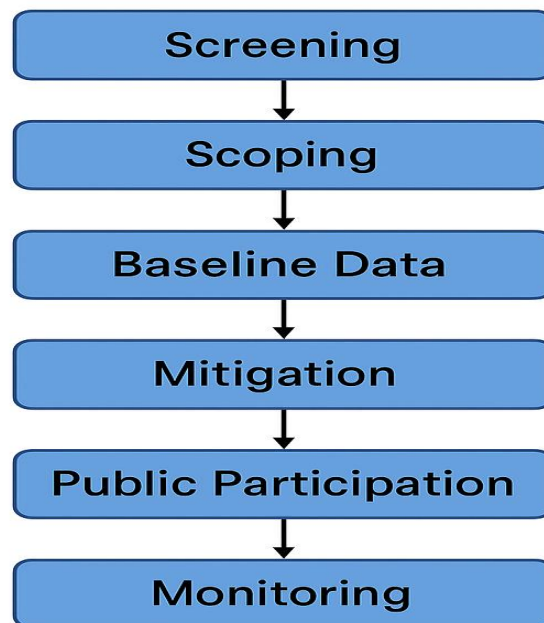 Screening
Scoping
Baseline Data
Mitigation
Public Participation
Monitoring